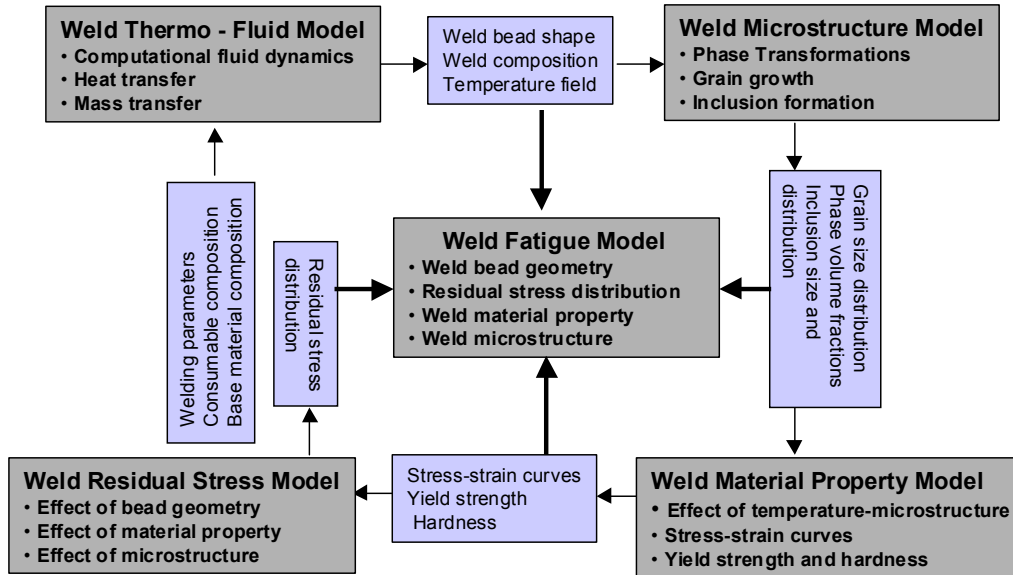 Weld Thermo - Fluid Model
• Computational fluid dynamics
• Heat transfer
• Mass transfer
Weld bead shape
Weld composition
Temperature field
Weld Microstructure Model
• Phase Transformations
• Grain growth
• Inclusion formation
Welding parameters
Consumable composition
Base material composition
Residual stress
distribution
Weld Fatigue Model
• Weld bead geometry
• Residual stress distribution
• Weld material property
• Weld microstructure
Grain size distribution
Phase volume fractions
Inclusion size and
distribution
Weld Residual Stress Model
• Effect of bead geometry
• Effect of material property
• Effect of microstructure
Stress-strain curves
Yield strength
Hardness
Weld Material Property Model
• Effect of temperature-microstructure
• Stress-strain curves
• Yield strength and hardness